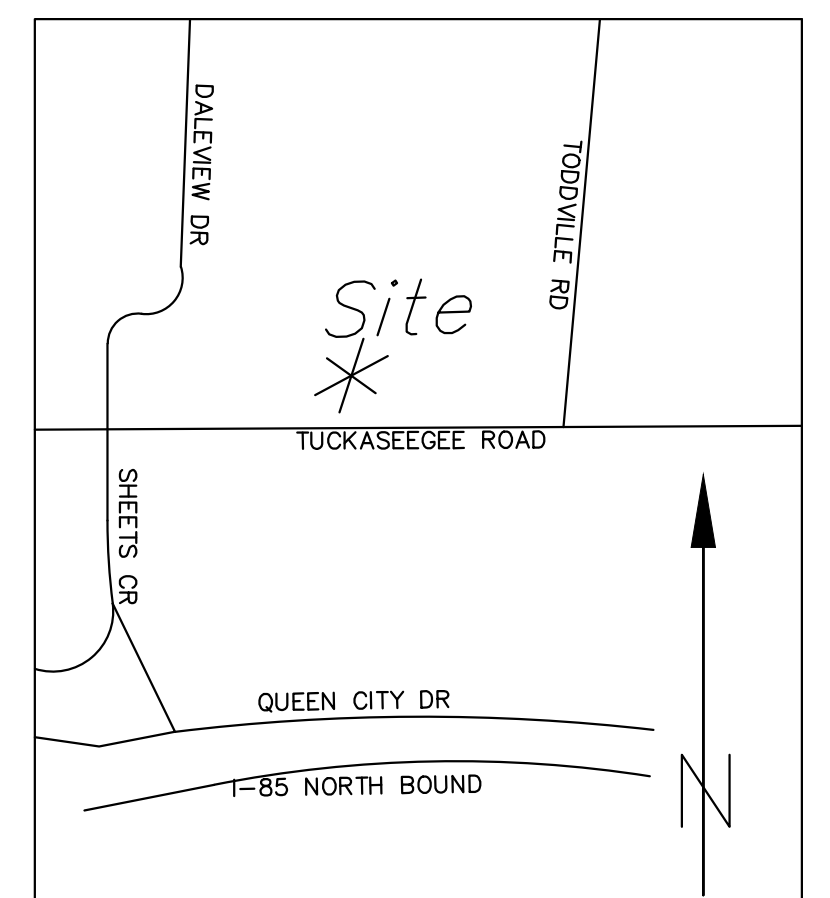 DALEVIEW DR
TODDVILLE RD
Site
TUCKASEEGEE ROAD
SHEETS CR
QUEEN CITY DR
I-85 NORTH BOUND
N